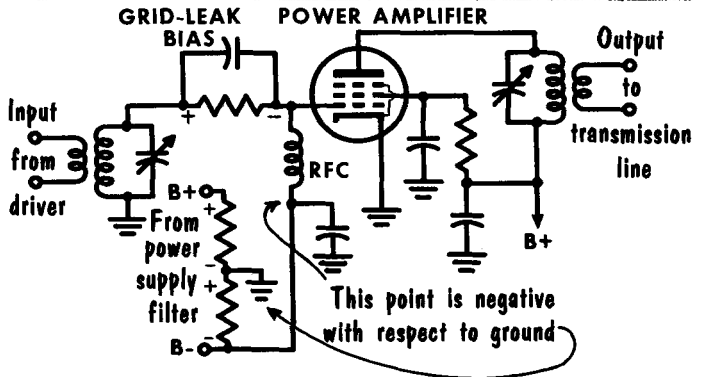 GRID-LEAK
BIAS
POWER AMPLIFIER
Input
from
driver
+
-
RFC
B+
+
From
power
supply
filter
-
+
-
B-
Output
to
transmission
line
B+
This point is negative
with respect to ground